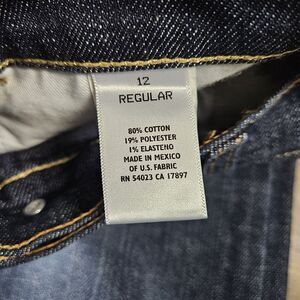 12
REGULAR
80% COTTON
19% POLYESTER
1% ELASTENO
MADE IN MEXICO
OF U.S. FABRIC
RN 54023 CA 17897